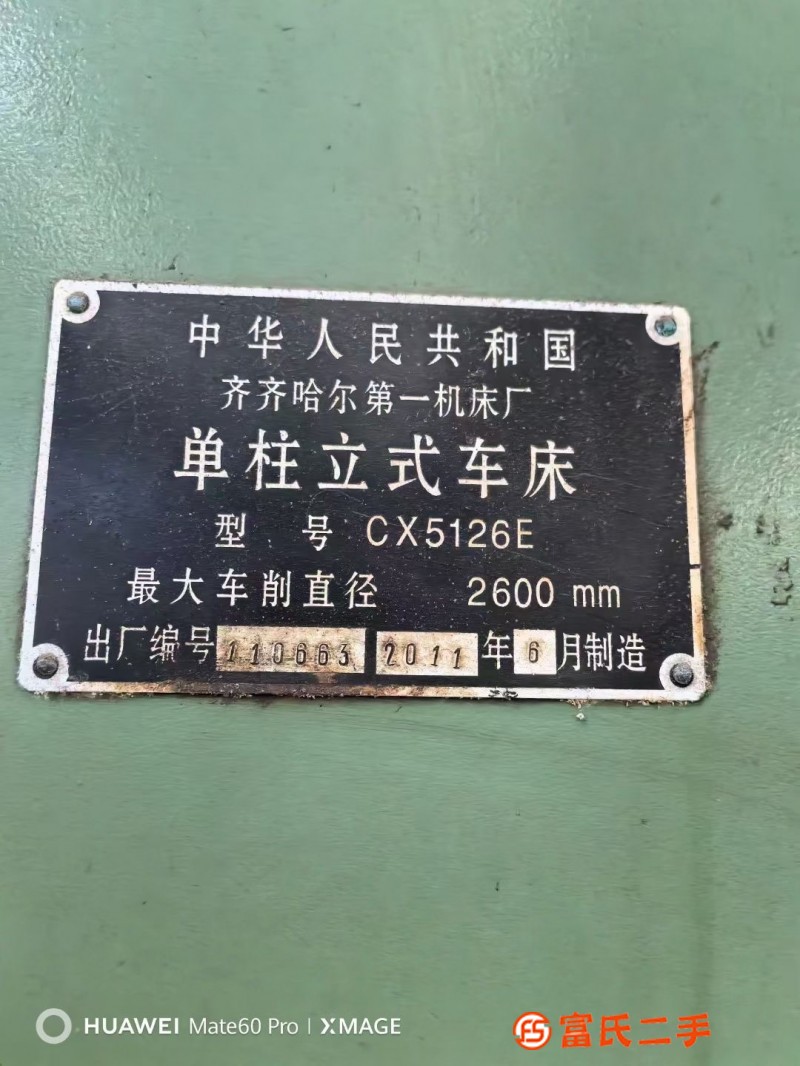 中华人民共和国
齐齐哈尔第一机床厂
单柱立式车床
型 号 CX5126E
最大车削直径 2600 mm
出厂编号 110663 2011 年 6 月制造
HUAWEI Mate60 Pro | XMAGE
FS 富氏二手